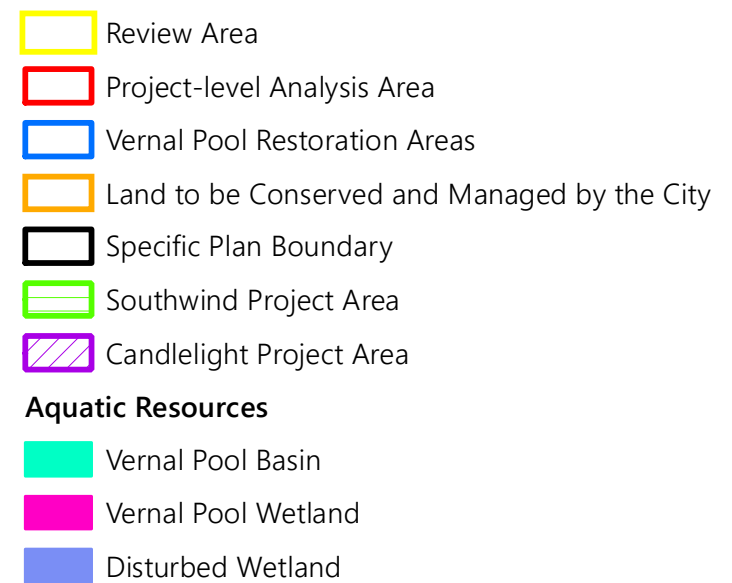 Review Area
Project-level Analysis Area
Vernal Pool Restoration Areas
Land to be Conserved and Managed by the City
Specific Plan Boundary
Southwind Project Area
Candlelight Project Area
Aquatic Resources
Vernal Pool Basin
Vernal Pool Wetland
Disturbed Wetland